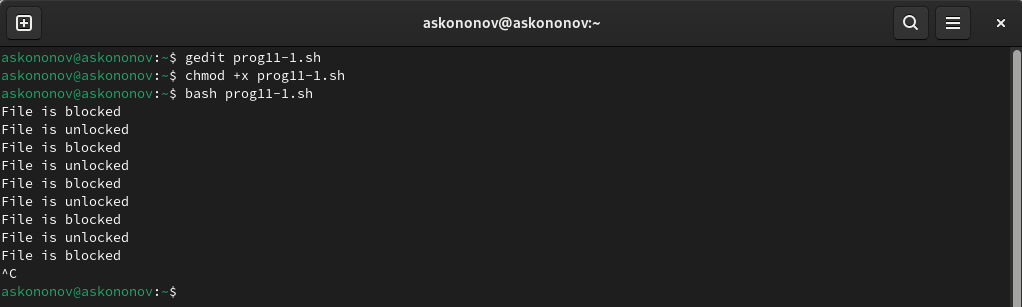 askononov@askononov:~
askononov@askononov:~$ gedit prog11-1.sh
askononov@askononov:~$ chmod +x prog11-1.sh
askononov@askononov:~$ bash prog11-1.sh
File is blocked
File is unlocked
File is blocked
File is unlocked
File is blocked
File is unlocked
File is blocked
File is unlocked
File is blocked
^C
askononov@askononov:~$